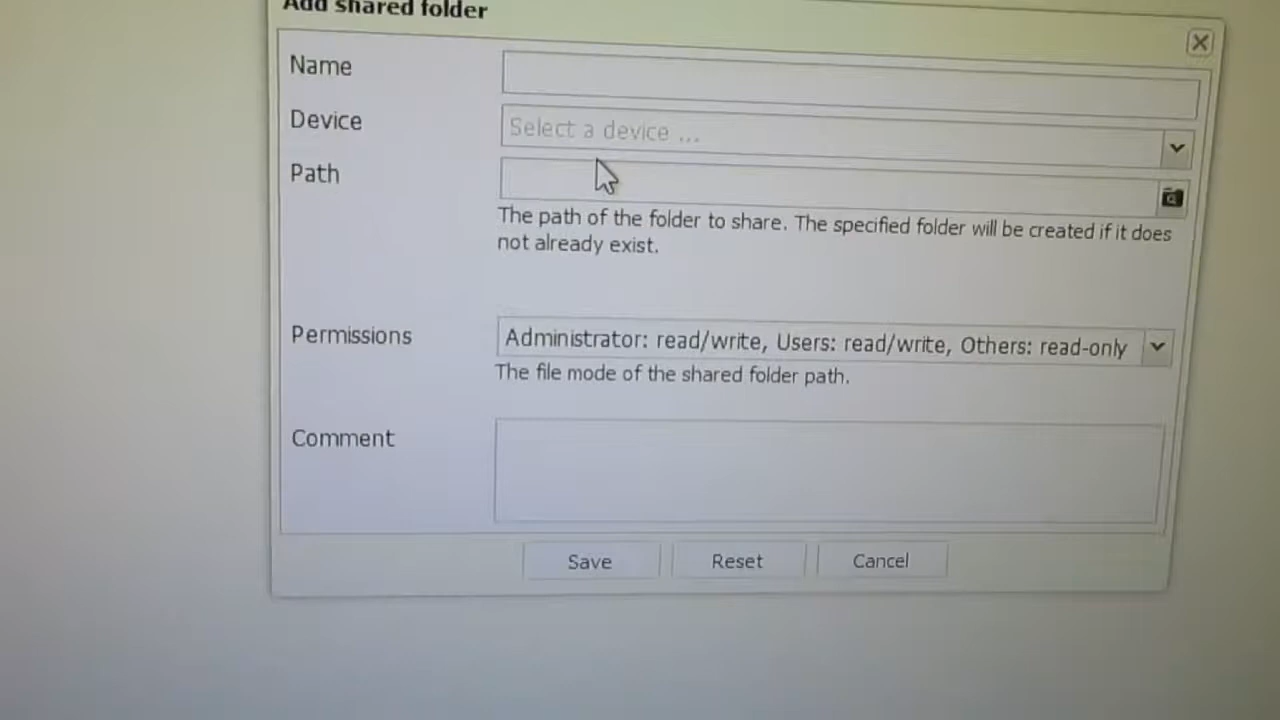 Add shared folder
Name
Device
Select a device ...
Path
The path of the folder to share. The specified folder will be created if it does
not already exist.
Permissions
Administrator: read/write, Users: read/write, Others: read-only
The file mode of the shared folder path.
Comment
Save
Reset
Cancel